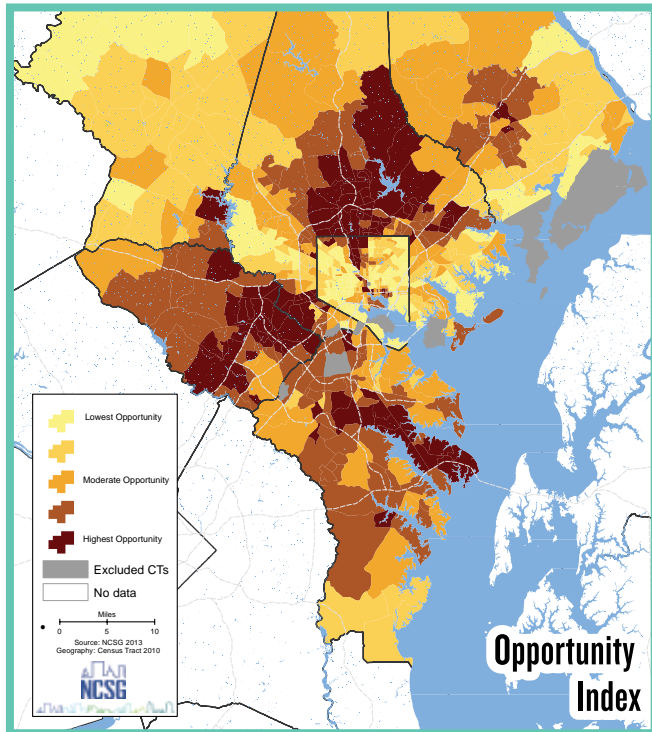 Lowest Opportunity
Moderate Opportunity
Highest Opportunity
Excluded CTs
No data
Miles
0 5 10
Source: NCSG 2013
Geography: Census Tract 2010
NCSG
Opportunity
Index